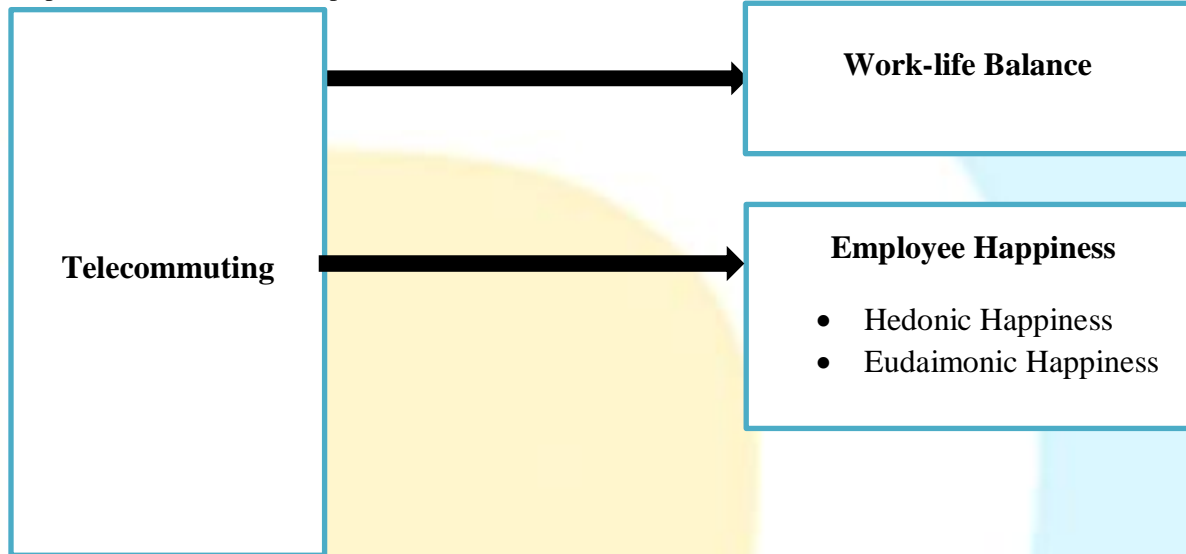 Work-life Balance
Telecommuting
Employee Happiness
• Hedonic Happiness
• Eudaimonic Happiness